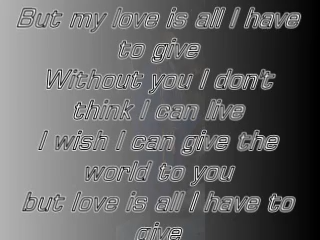 But my love is all I have
to give
Without you I don't
think I can live
I wish I can give the
world to you
but love is all I have to
give